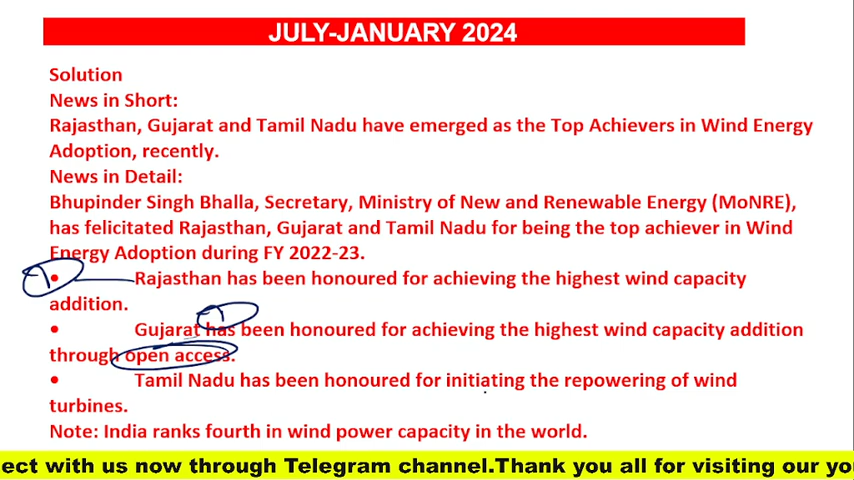 JULY-JANUARY 2024
Solution
News in Short:
Rajasthan, Gujarat and Tamil Nadu have emerged as the Top Achievers in Wind Energy
Adoption, recently.
News in Detail:
Bhupinder Singh Bhalla, Secretary, Ministry of New and Renewable Energy (MoNRE),
has felicitated Rajasthan, Gujarat and Tamil Nadu for being the top achiever in Wind
Energy Adoption during FY 2022-23.
• Rajasthan has been honoured for achieving the highest wind capacity
addition.
• Gujarat has been honoured for achieving the highest wind capacity addition
through open access.
• Tamil Nadu has been honoured for initiating the repowering of wind
turbines.
Note: India ranks fourth in wind power capacity in the world.
ect with us now through Telegram channel.Thank you all for visiting our yo